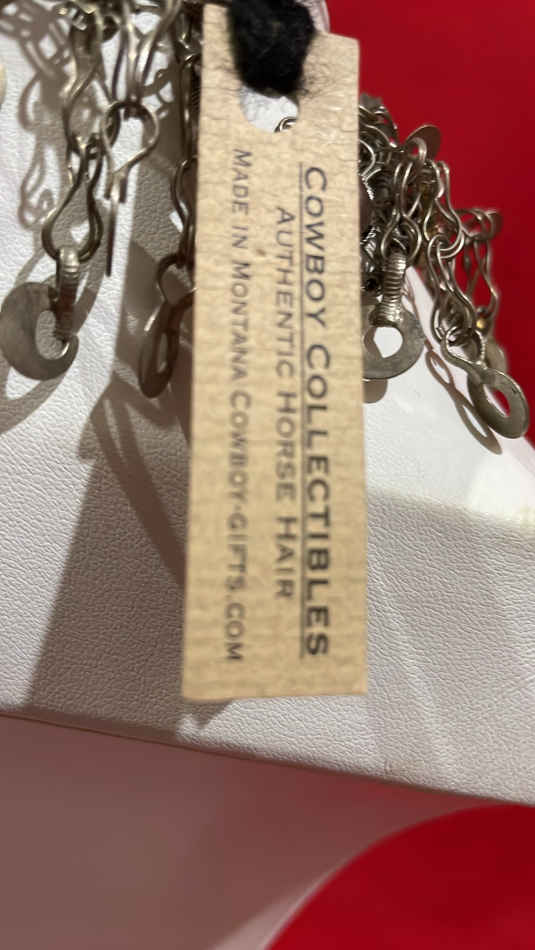 COWBOY COLLECTIBLES
AUTHENTIC HORSE HAIR
MADE IN MONTANA COWBOY-GIFTS.COM